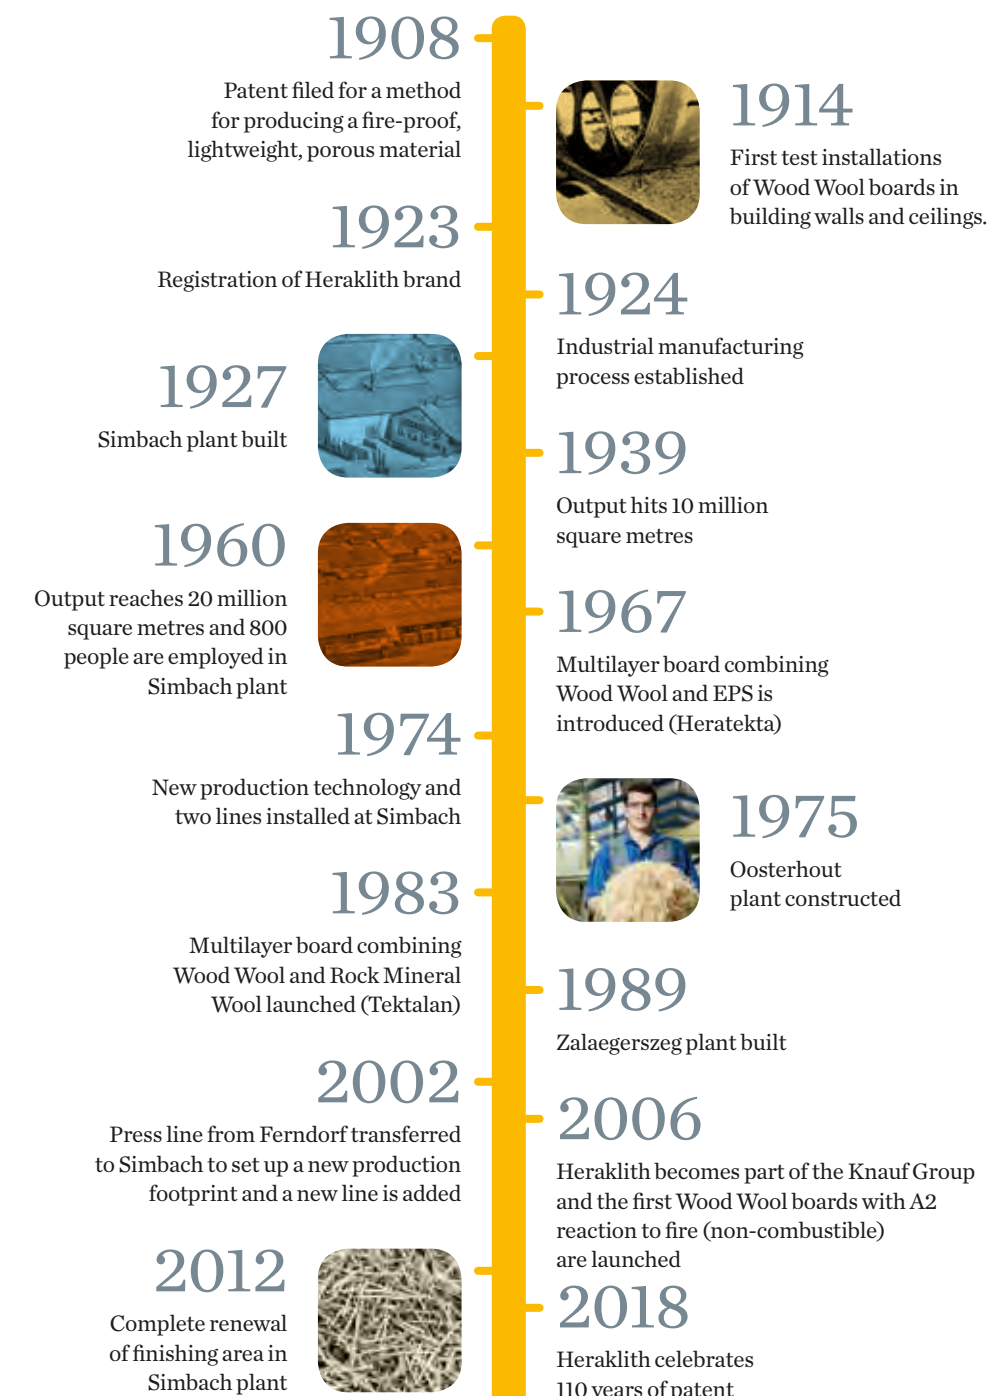 1908
Patent filed for a method
for producing a fire-proof,
lightweight, porous material
1914
First test installations
of Wood Wool boards in
building walls and ceilings.
1923
Registration of Heraklith brand
1924
Industrial manufacturing
process established
1927
Simbach plant built
1939
Output hits 10 million
square metres
1960
Output reaches 20 million
square metres and 800
people are employed in
Simbach plant
1967
Multilayer board combining
Wood Wool and EPS is
introduced (Heratekta)
1974
New production technology and
two lines installed at Simbach
1975
Oosterhout
plant constructed
1983
Multilayer board combining
Wood Wool and Rock Mineral
Wool launched (Tektalan)
1989
Zalaegerszeg plant built
2002
Press line from Ferndorf transferred
to Simbach to set up a new production
footprint and a new line is added
2006
Heraklith becomes part of the Knauf Group
and the first Wood Wool boards with A2
reaction to fire (non-combustible)
are launched
2012
Complete renewal
of finishing area in
Simbach plant
2018
Heraklith celebrates
110 years of patent